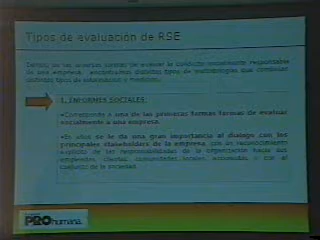 Tipos de evaluación de RSE
Dentro de las diversas formas de evaluar la conducta socialmente responsable
de una empresa, encontramos distintos tipos de metodologías que combinan
distintos tipos de
1. INFORMES SOCIALES:
•Corresponde a una de las primeras formas formas de evaluar
socialmente a una empresa.
•En ellos se le da una gran importancia al diálogo con los
principales stakeholders de la empresa, con un reconocimiento
explícito de las responsabilidades de la organización hacia sus
empleados, clientes, comunidades locales, accionistas y con el
conjunto de la sociedad.
PROhumana